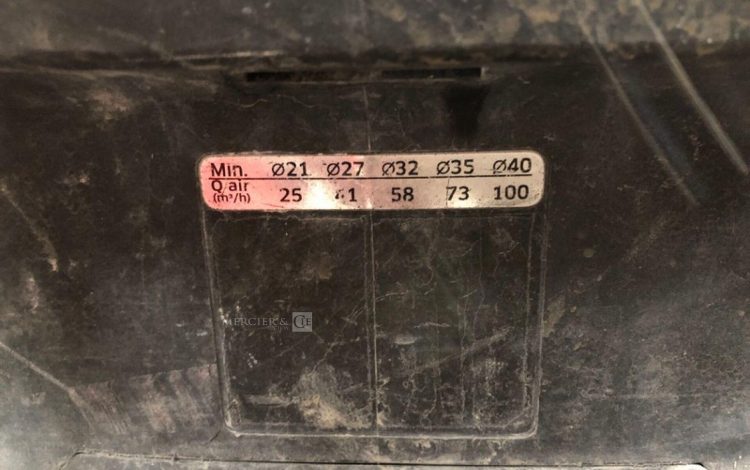 Min. Ø21 Ø27 Ø32 Ø35 Ø40
Q air
(m³/h) 25 58 73 100
MERCIER & CIE